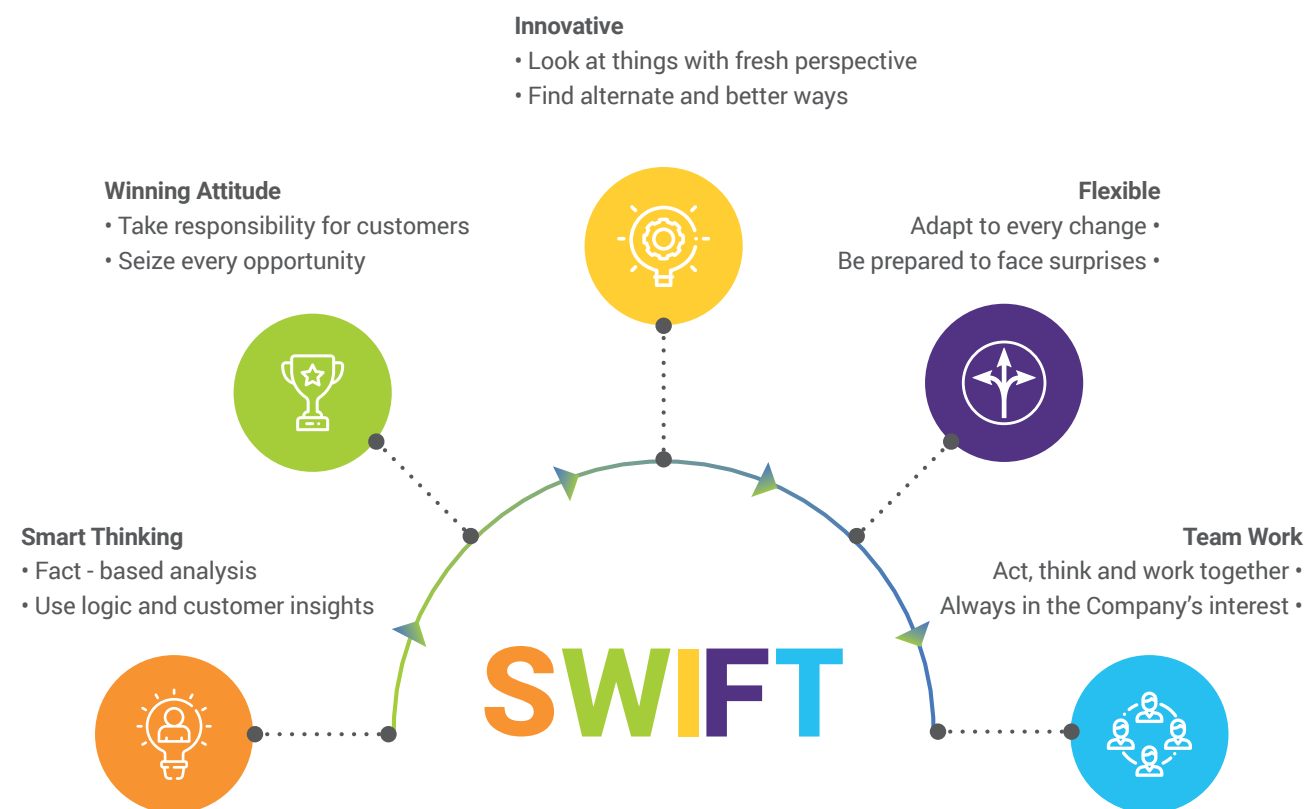 Innovative
• Look at things with fresh perspective
• Find alternate and better ways
Winning Attitude
• Take responsibility for customers
• Seize every opportunity
Flexible
Adapt to every change •
Be prepared to face surprises •
Smart Thinking
• Fact - based analysis
• Use logic and customer insights
Team Work
Act, think and work together •
Always in the Company’s interest •
SWIFT